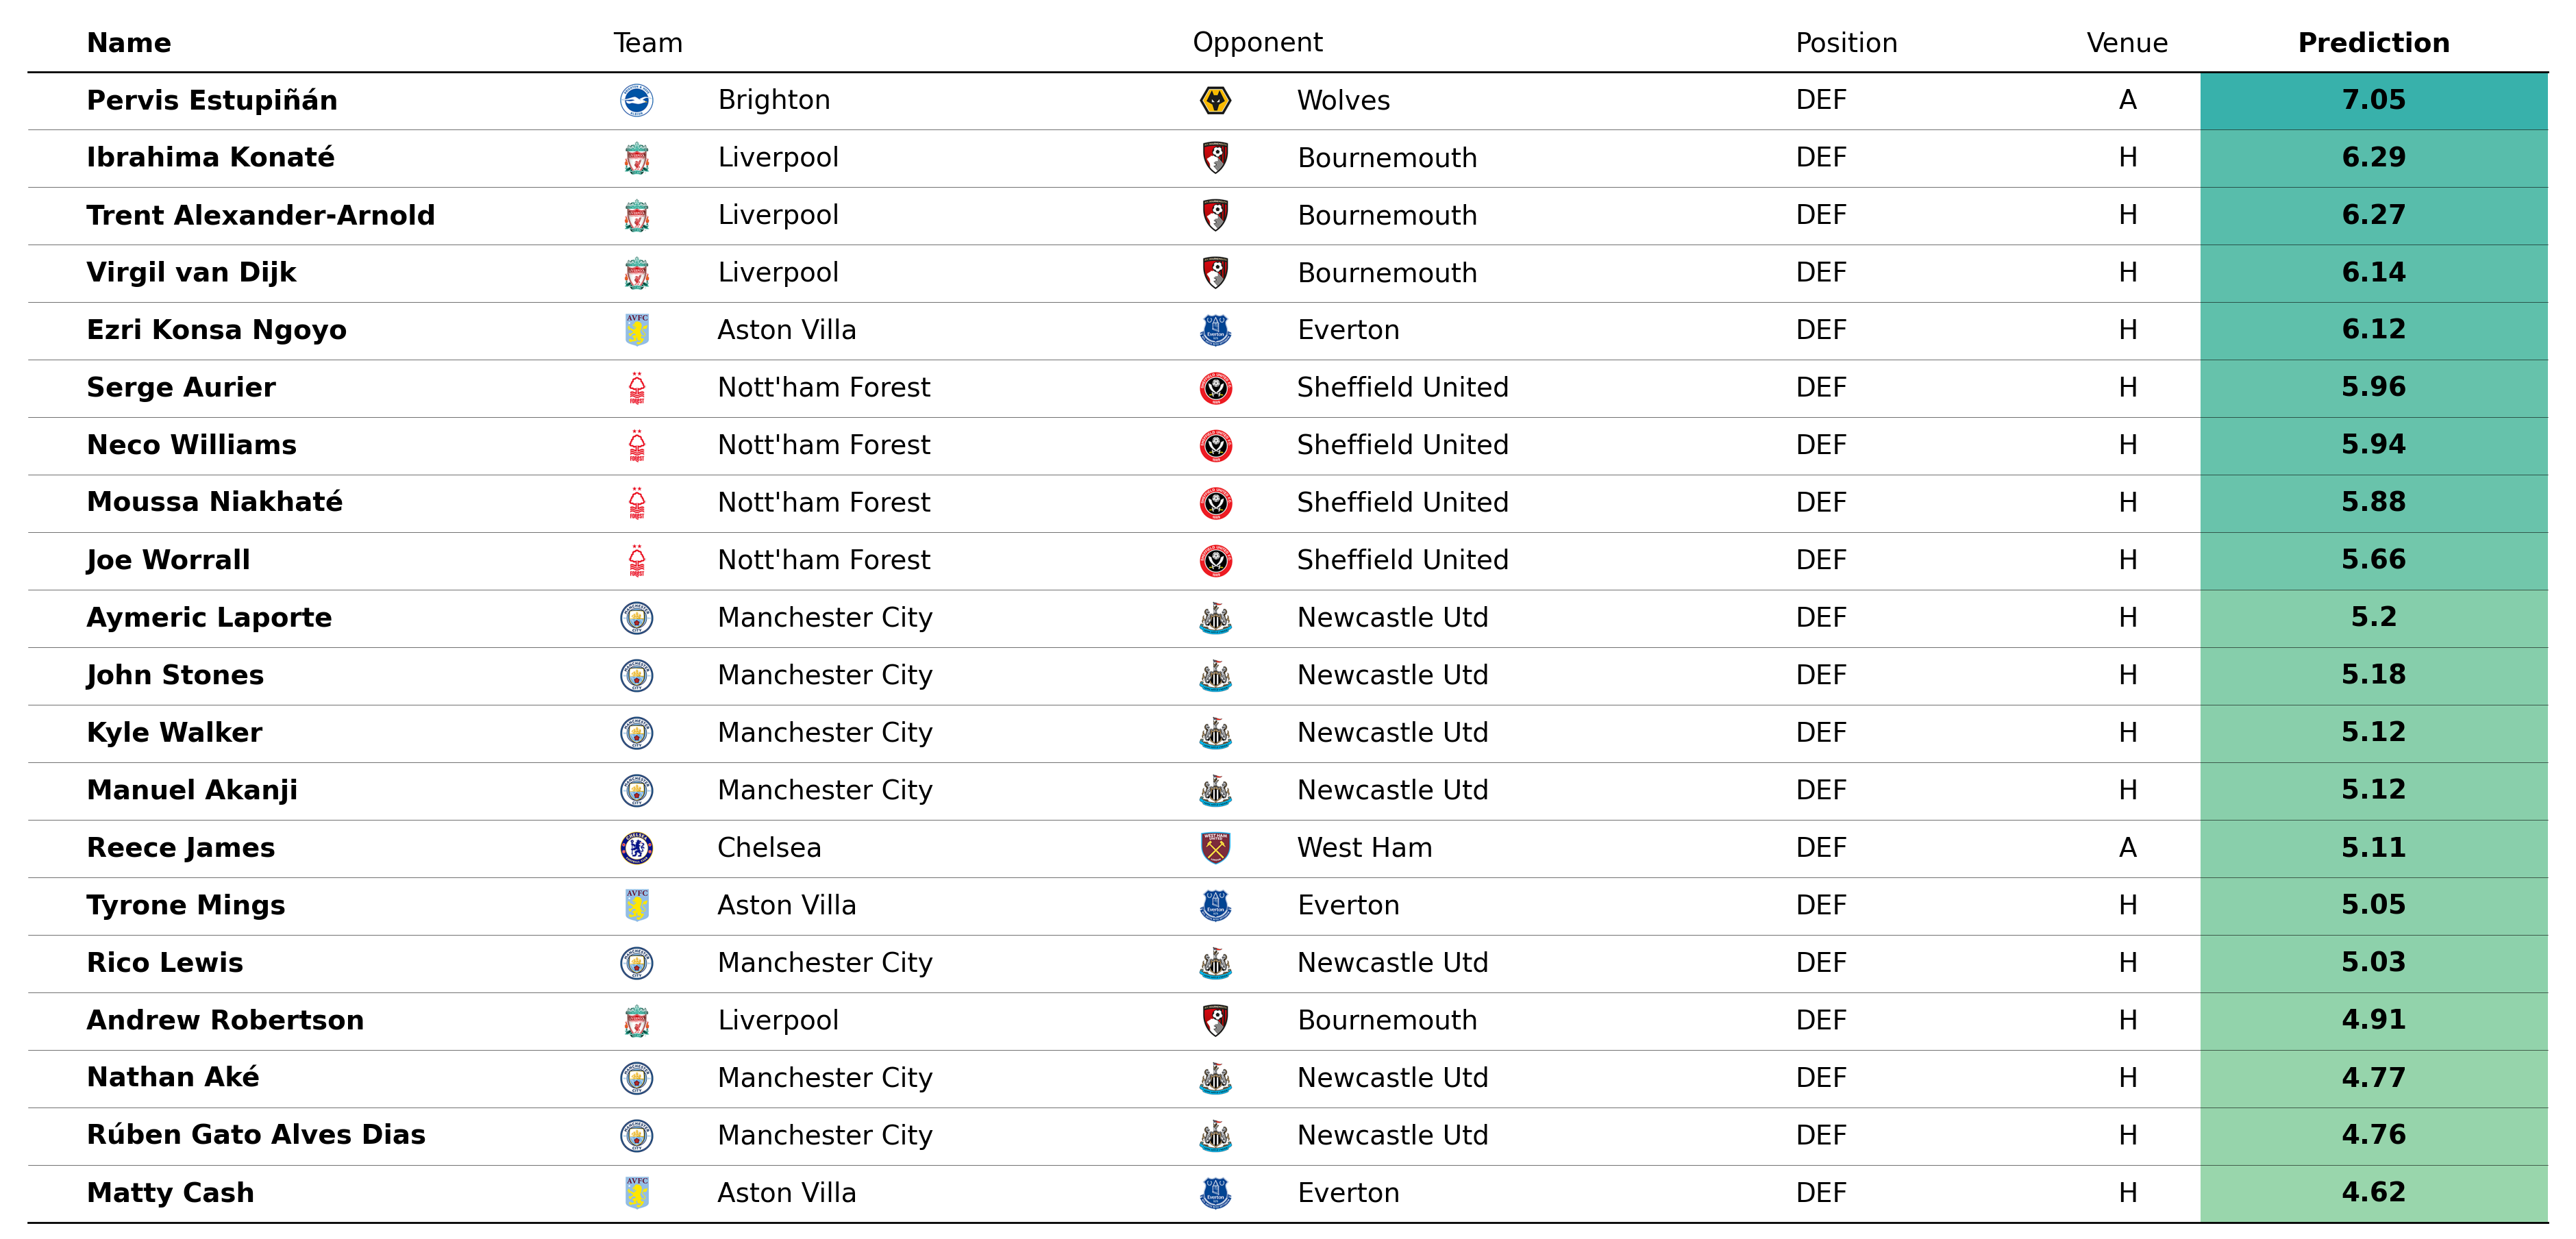 Name Team Opponent Position Venue Prediction
Pervis Estupiñán Brighton Wolves DEF A 7.05
Ibrahima Konaté Liverpool Bournemouth DEF H 6.29
Trent Alexander-Arnold Liverpool Bournemouth DEF H 6.27
Virgil van Dijk Liverpool Bournemouth DEF H 6.14
Ezri Konsa Ngoyo Aston Villa Everton DEF H 6.12
Serge Aurier Nott'ham Forest Sheffield United DEF H 5.96
Neco Williams Nott'ham Forest Sheffield United DEF H 5.94
Moussa Niakhaté Nott'ham Forest Sheffield United DEF H 5.88
Joe Worrall Nott'ham Forest Sheffield United DEF H 5.66
Aymeric Laporte Manchester City Newcastle Utd DEF H 5.2
John Stones Manchester City Newcastle Utd DEF H 5.18
Kyle Walker Manchester City Newcastle Utd DEF H 5.12
Manuel Akanji Manchester City Newcastle Utd DEF H 5.12
Reece James Chelsea West Ham DEF A 5.11
Tyrone Mings Aston Villa Everton DEF H 5.05
Rico Lewis Manchester City Newcastle Utd DEF H 5.03
Andrew Robertson Liverpool Bournemouth DEF H 4.91
Nathan Aké Manchester City Newcastle Utd DEF H 4.77
Rúben Gato Alves Dias Manchester City Newcastle Utd DEF H 4.76
Matty Cash Aston Villa Everton DEF H 4.62